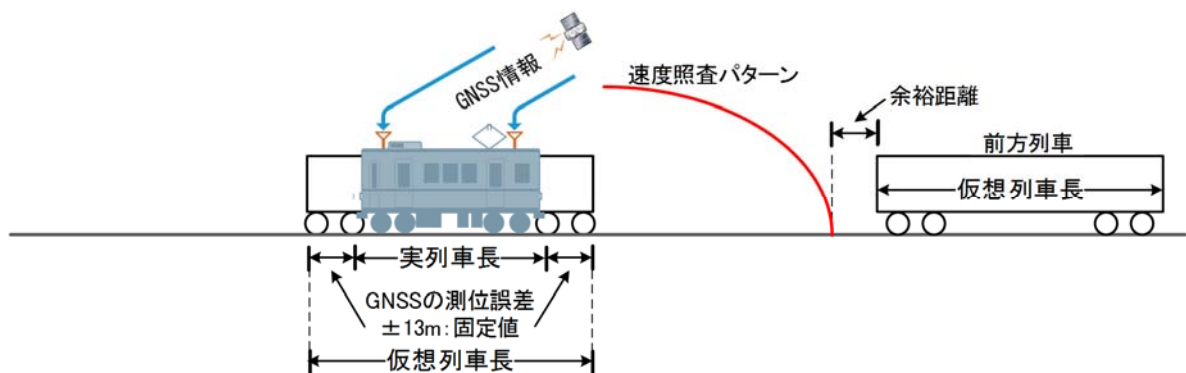 GNSS情報
速度照査パターン
余裕距離
前方列車
仮想列車長
実列車長
GNSSの測位誤差
±13m:固定値
仮想列車長